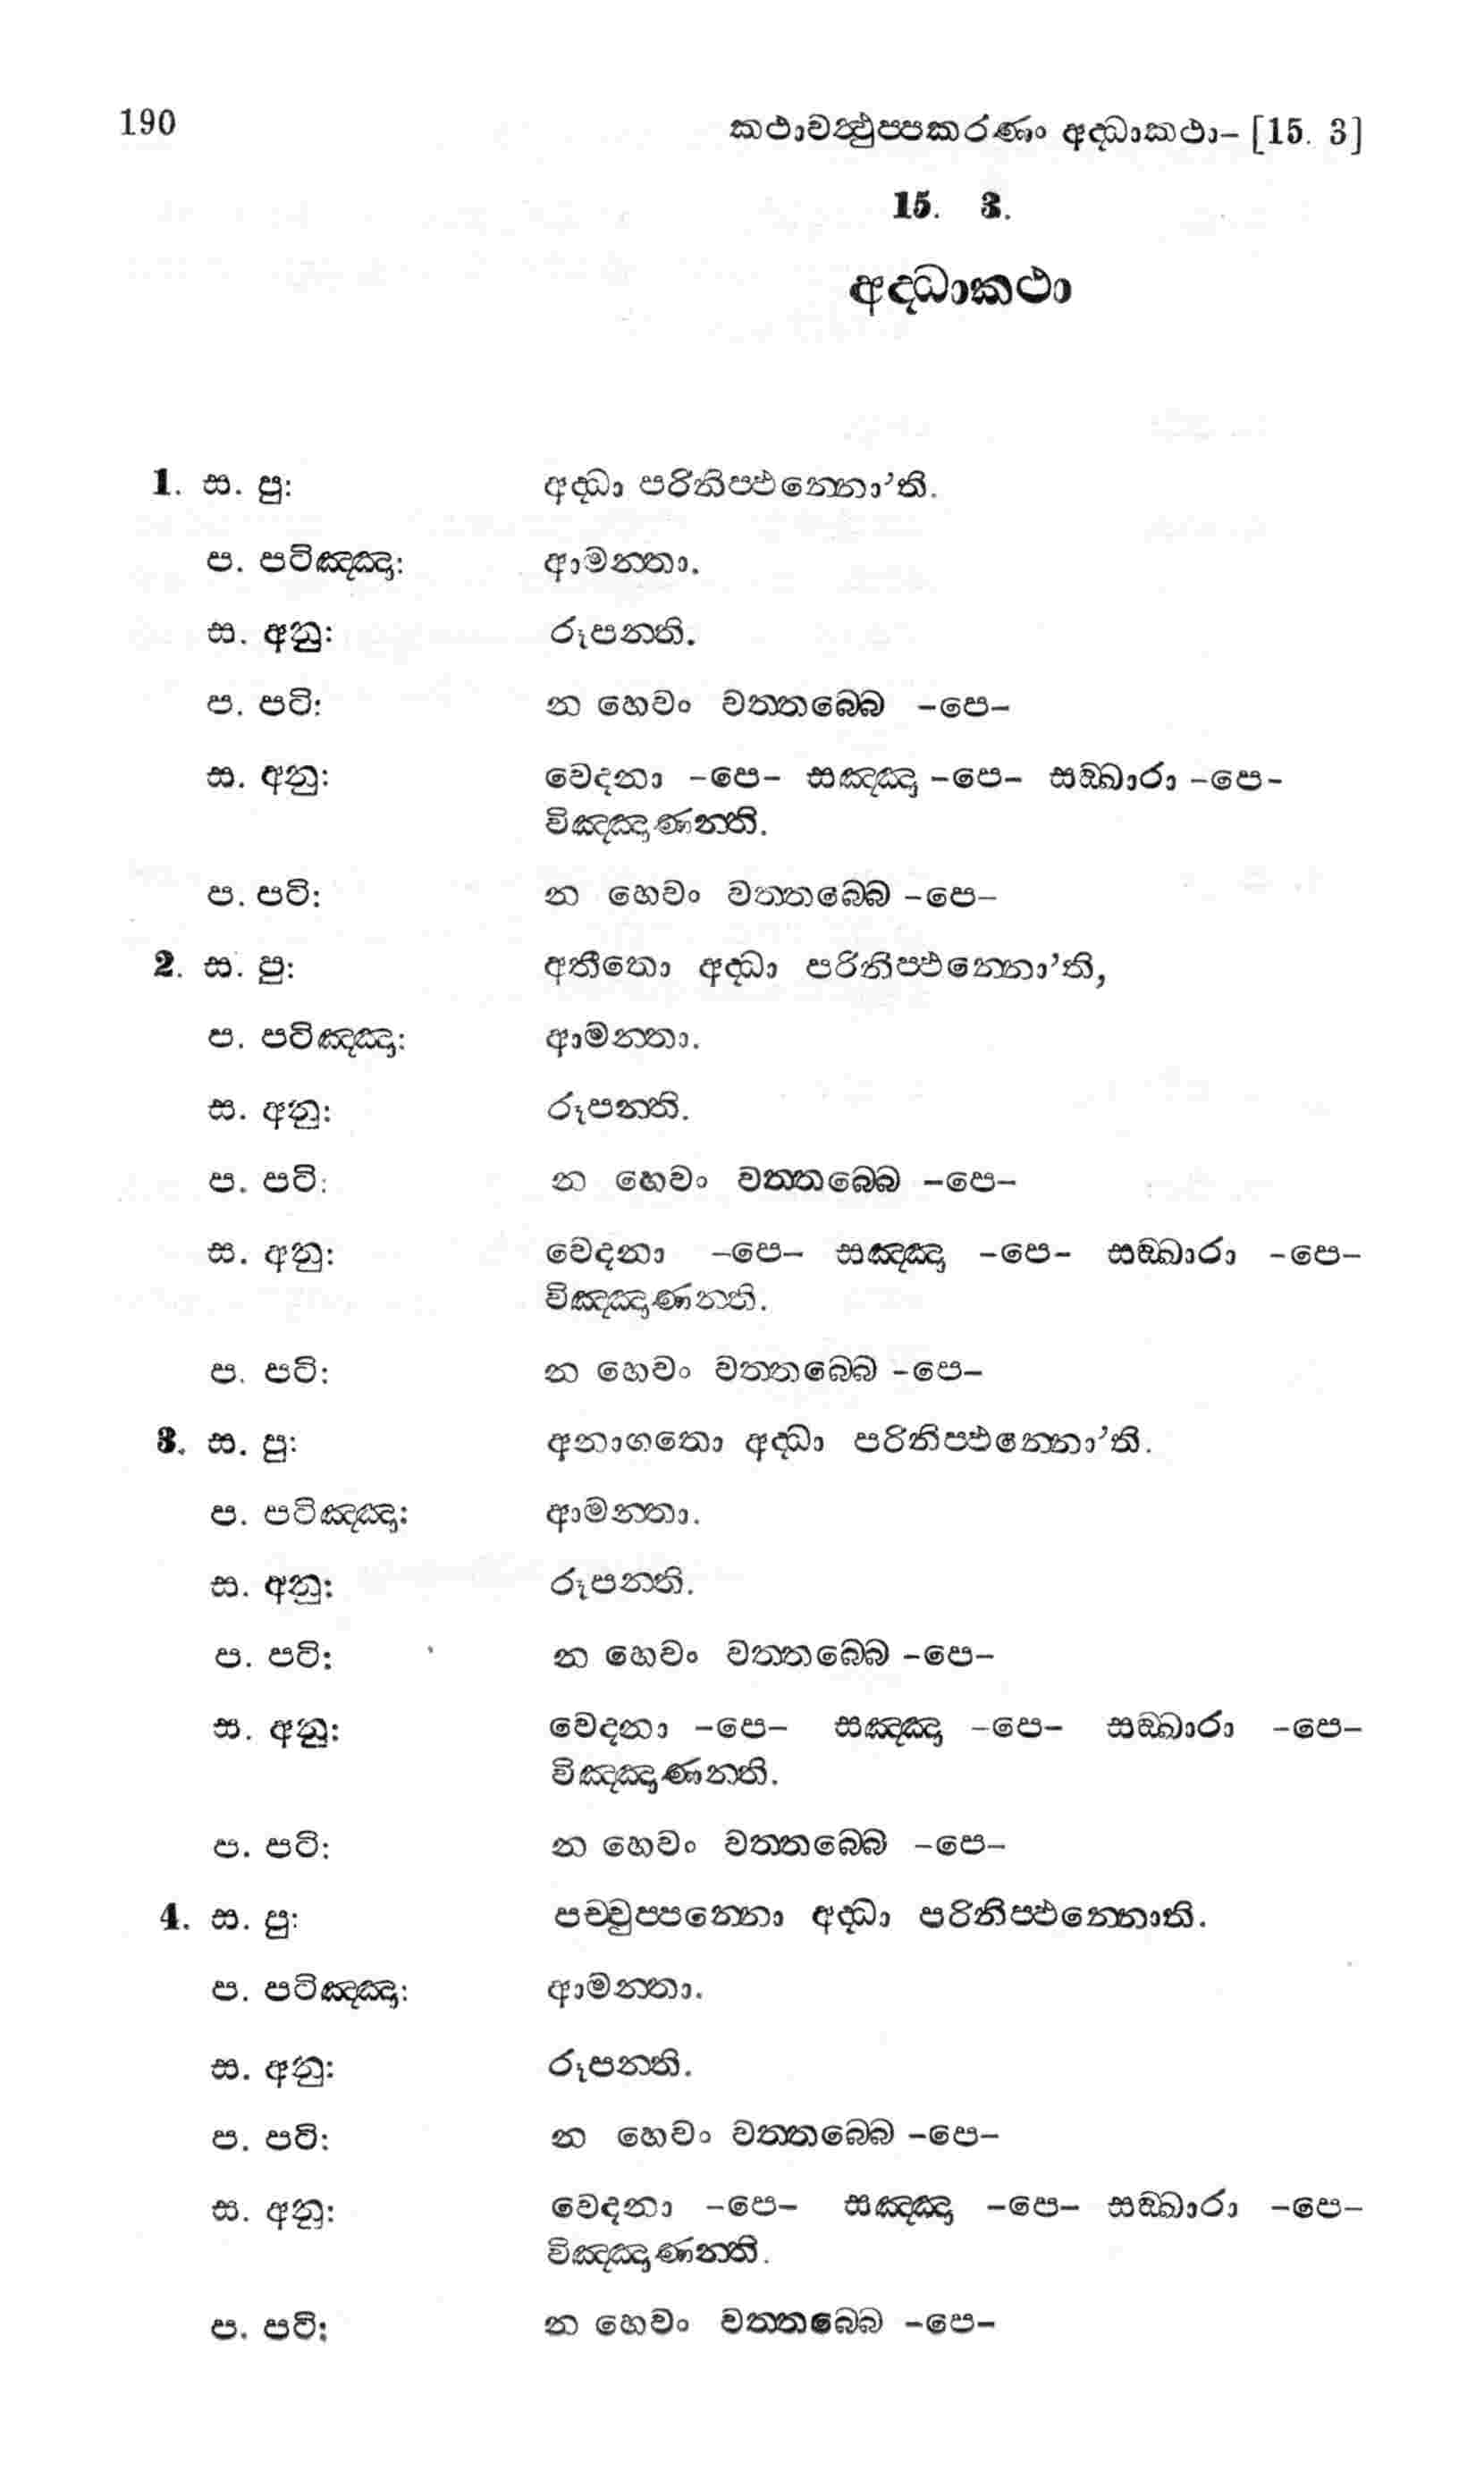 190 කථාවත්‍ථුප්පකරණං අද්ධාකථා– [15. 3]
15. 3.
අද්ධාකථා
1. ස. පු: අද්ධා පරිනිප්ඵන්නො’ති.
ප. පටිඤ්ඤා: ආමන්තා.
ස. අනු: රූපන්ති.
ප. පටි: න හෙවං වත්තබ්බෙ –පෙ–
ස. අනු: වෙදනා –පෙ– සඤ්ඤා –පෙ– සඞ්ඛාරා –පෙ–
විඤ්ඤාණන්ති.
ප. පටි: න හෙවං වත්තබ්බෙ –පෙ–
2. ස. පු: අතීතො අද්ධා පරිනිප්ඵන්නො’ති,
ප. පටිඤ්ඤා: ආමන්තා.
ස. අනු: රූපන්ති.
ප. පටි: න හෙවං වත්තබ්බෙ –පෙ–
ස. අනු: වෙදනා –පෙ– සඤ්ඤා –පෙ– සඞ්ඛාරා –පෙ–
විඤ්ඤාණන්ති.
ප. පටි: න හෙවං වත්තබ්බෙ –පෙ–
3. ස. පු: අනාගතො අද්ධා පරිනිප්ඵන්නො’ති.
ප. පටිඤ්ඤා: ආමන්තා.
ස. අනු: රූපන්ති.
ප. පටි: න හෙවං වත්තබ්බෙ –පෙ–
ස. අනු: වෙදනා –පෙ– සඤ්ඤා –පෙ– සඞ්ඛාරා –පෙ–
විඤ්ඤාණන්ති.
ප. පටි: න හෙවං වත්තබ්බෙ –පෙ–
4. ස. පු: පච්චුප්පන්නො අද්ධා පරිනිප්ඵන්නොති.
ප. පටිඤ්ඤා: ආමන්තා.
ස. අනු: රූපන්ති.
ප. පටි: න හෙවං වත්තබ්බෙ –පෙ–
ස. අනු: වෙදනා –පෙ– සඤ්ඤා –පෙ– සඞ්ඛාරා –පෙ–
විඤ්ඤාණන්ති.
ප. පටි: න හෙවං වත්තබ්බෙ –පෙ–